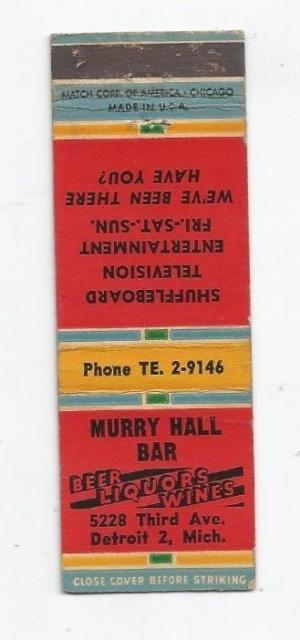 MATCH CORP. OF AMERICA, CHICAGO
MADE IN U.S.A.
SHUFFLEBOARD
TELEVISION
ENTERTAINMENT
FRI.-SAT.-SUN.
WE'VE BEEN THERE
HAVE YOU?
Phone TE. 2-9146
MURRY HALL
BAR
BEER
LIQUORS
WINES
5228 Third Ave.
Detroit 2, Mich.
CLOSE COVER BEFORE STRIKING